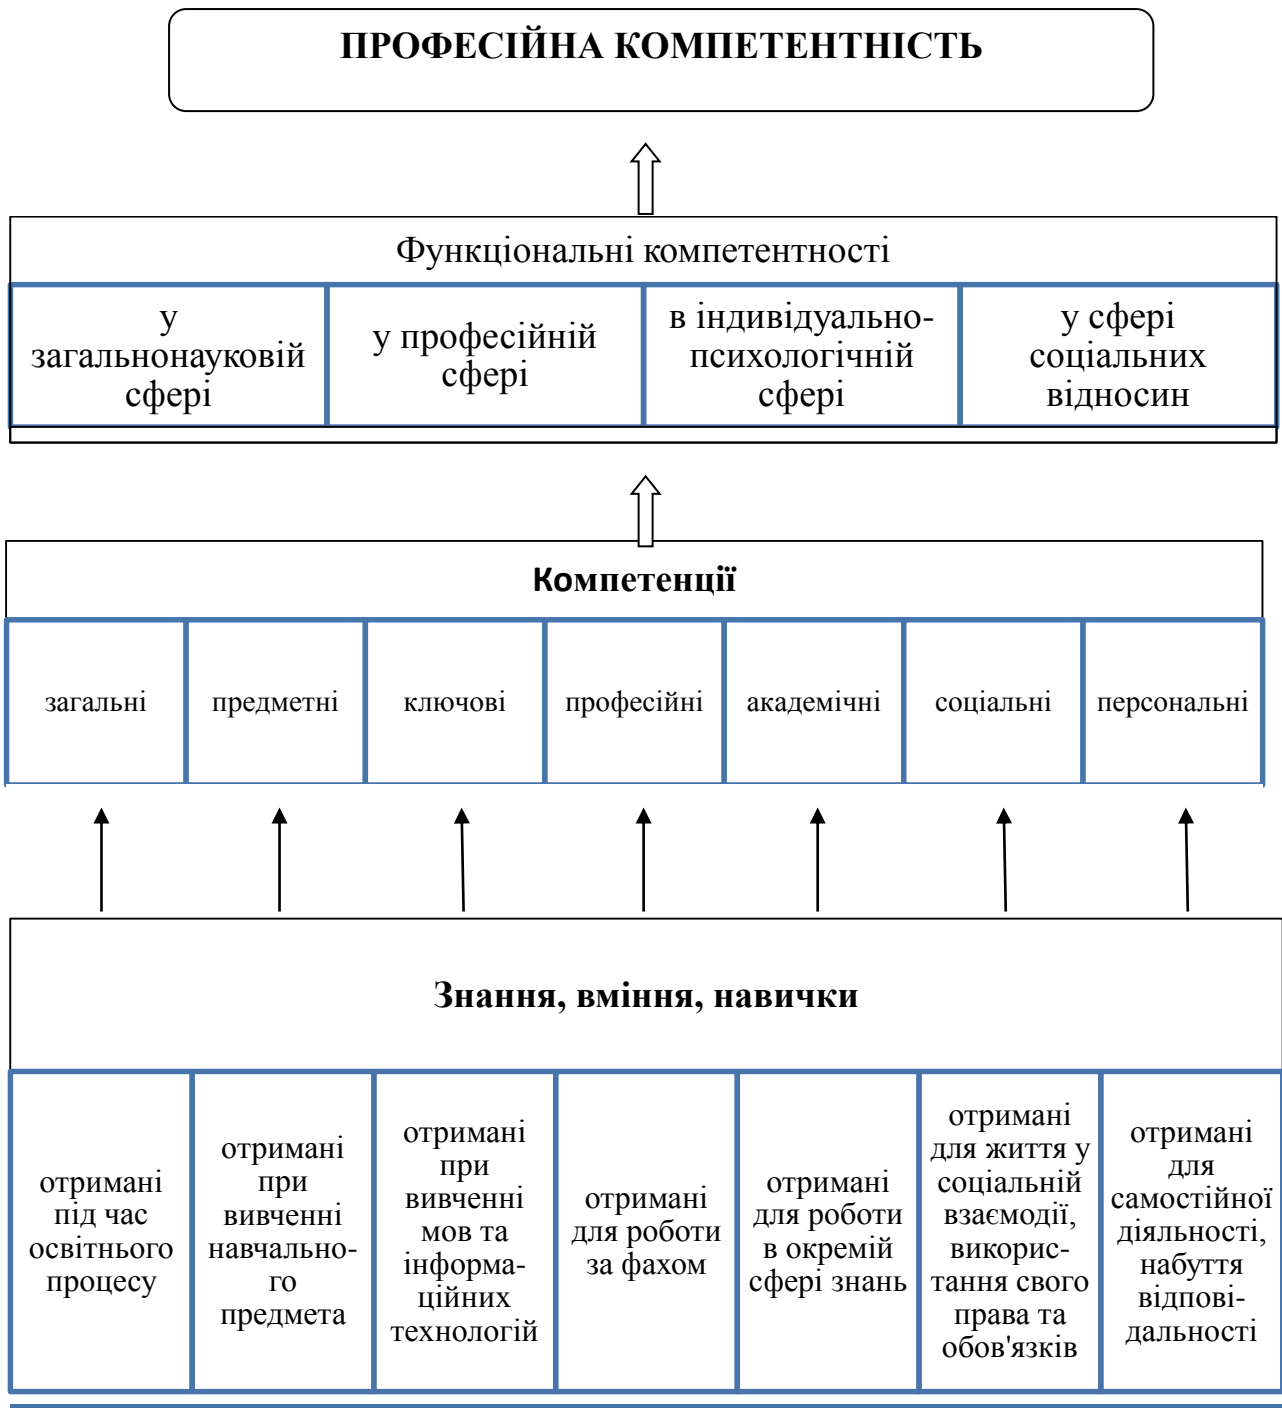 ПРОФЕСІЙНА КОМПЕТЕНТНІСТЬ
Функціональні компетентності
у
загальнонауковій
сфері
у професійній
сфері
в індивідуально-
психологічній
сфері
у сфері
соціальних
відносин
Компетенції
загальні
предметні
ключові
професійні
академічні
соціальні
персональні
Знання, вміння, навички
отримані
під час
освітнього
процесу
отримані
при
вивченні
навчально-
го
предмета
отримані
при
вивченні
мов та
інформа-
ційних
технологій
отримані
для роботи
за фахом
отримані
для роботи
в окремій
сфері знань
отримані
для життя у
соціальній
взаємодії,
викорис-
тання свого
права та
обов'язків
отримані
для
самостійної
діяльності,
набуття
відпові-
дальності